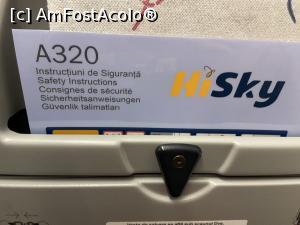 [c] AmFostAcolo®
A320
Instrucțiuni de Siguranță
Safety Instructions
Consignes de sécurité
Sicherheitsanweisungen
Güvenlik talimatları
HiSky